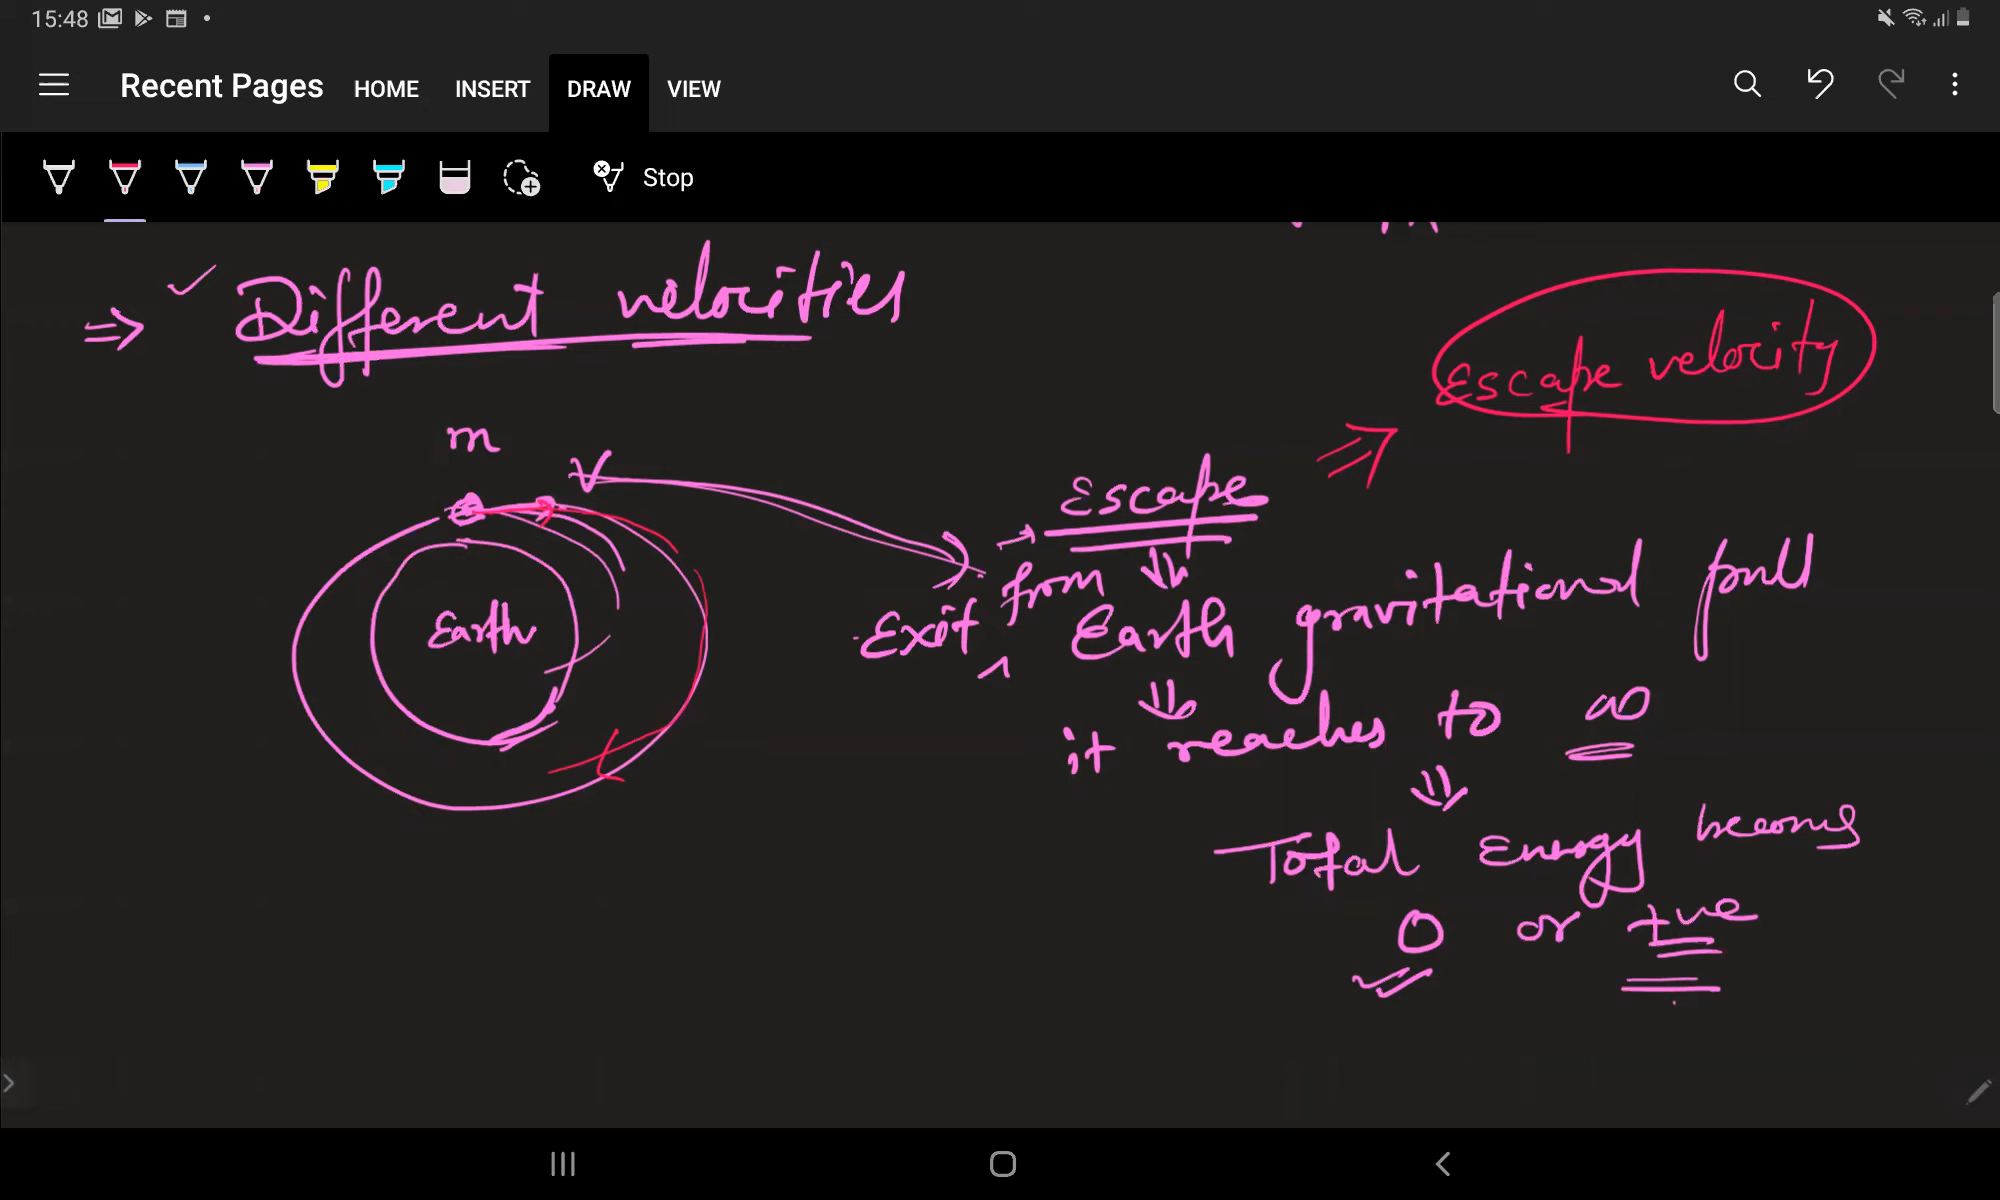 15:48
Recent Pages HOME INSERT DRAW VIEW
Stop
⇒ ✓ Different velocities
Escape velocity
m
v
⇒
→ Escape
Earth
Exit from Earth gravitational pull
it reaches to ∞
Total Energy becomes
0 or +ve